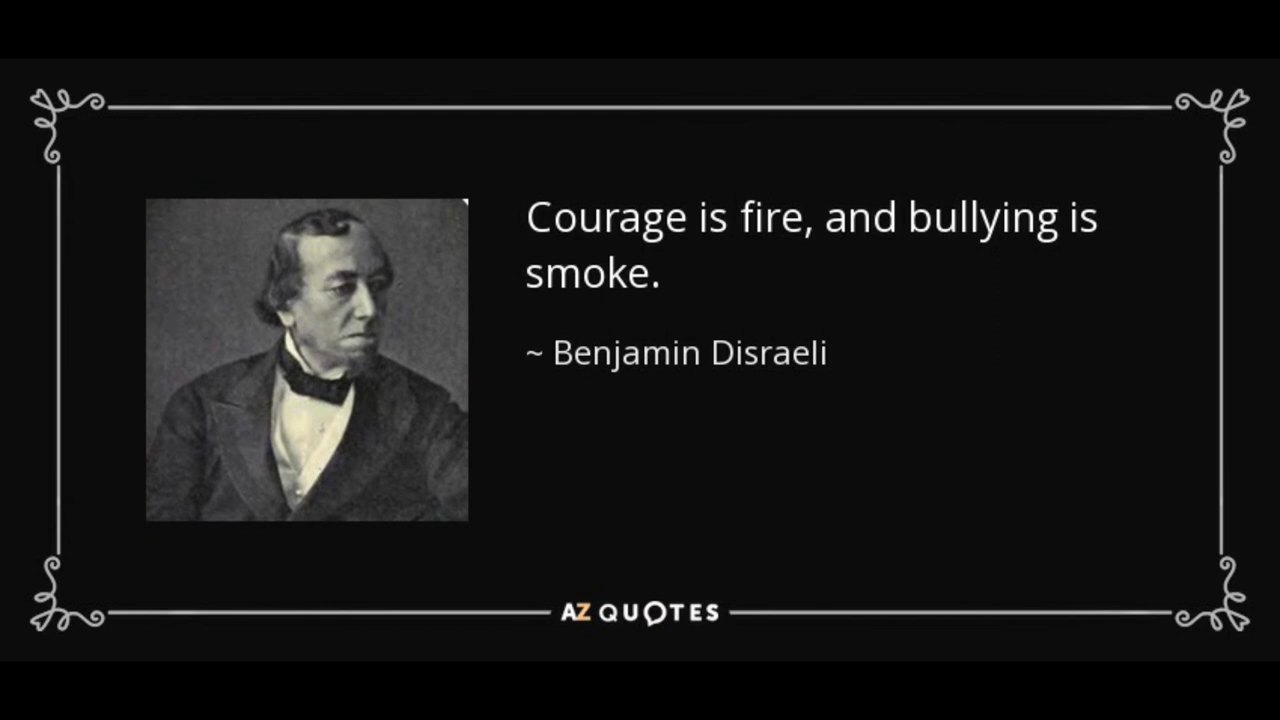 Courage is fire, and bullying is
smoke.
~ Benjamin Disraeli
AZ QUOTES